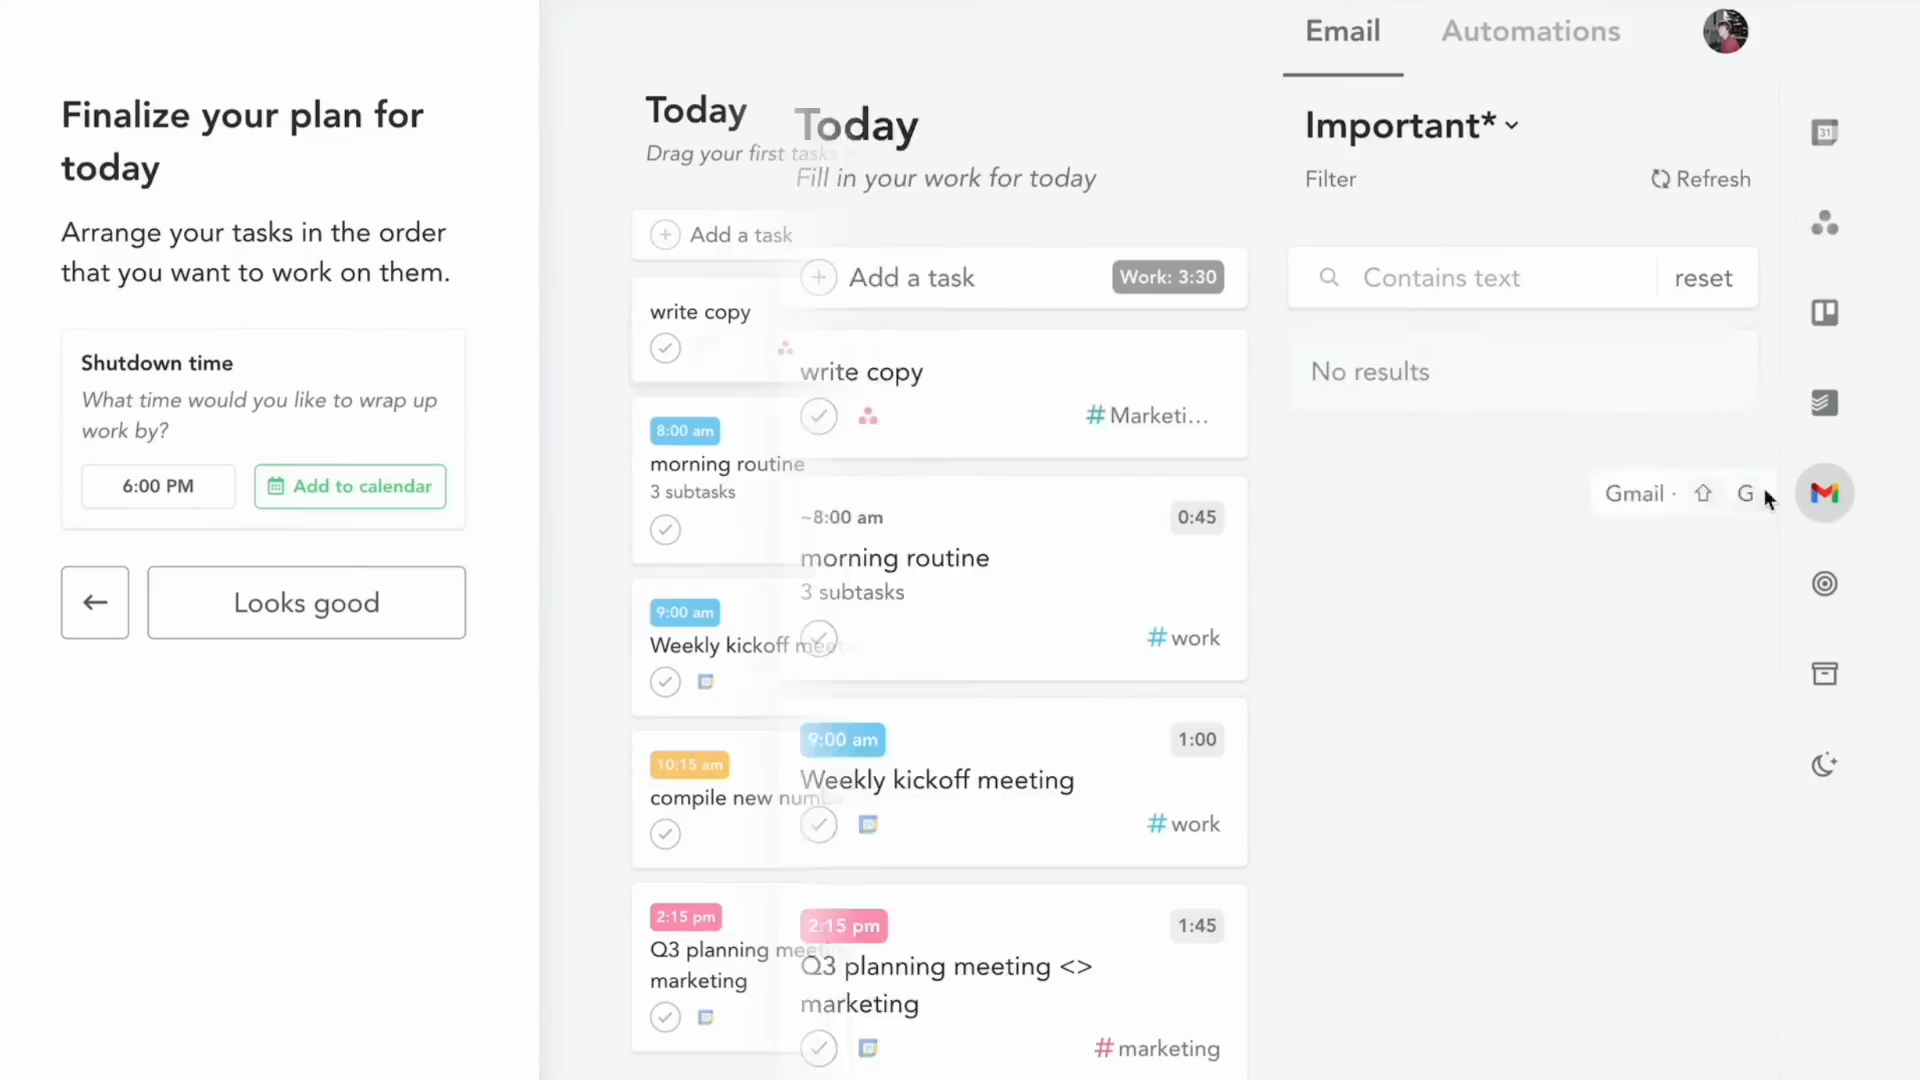 Finalize your plan for
today
Arrange your tasks in the order
that you want to work on them.
Shutdown time
What time would you like to wrap up
work by?
6:00 PM
Add to calendar
Looks good
Today
Drag your first tasks
Add a task
write copy
8:00 am
morning routine
3 subtasks
9:00 am
Weekly kickoff meet
10:15 am
compile new num
2:15 pm
Q3 planning meet
marketing
Today
Fill in your work for today
Add a task
Work: 3:30
write copy
#Marketi...
~8:00 am
0:45
morning routine
3 subtasks
#work
9:00 am
1:00
Weekly kickoff meeting
#work
2:15 pm
1:45
Q3 planning meeting <>
marketing
#marketing
Email
Automations
Important*
Filter
Refresh
Contains text
reset
No results
Gmail · ⇧ G
31